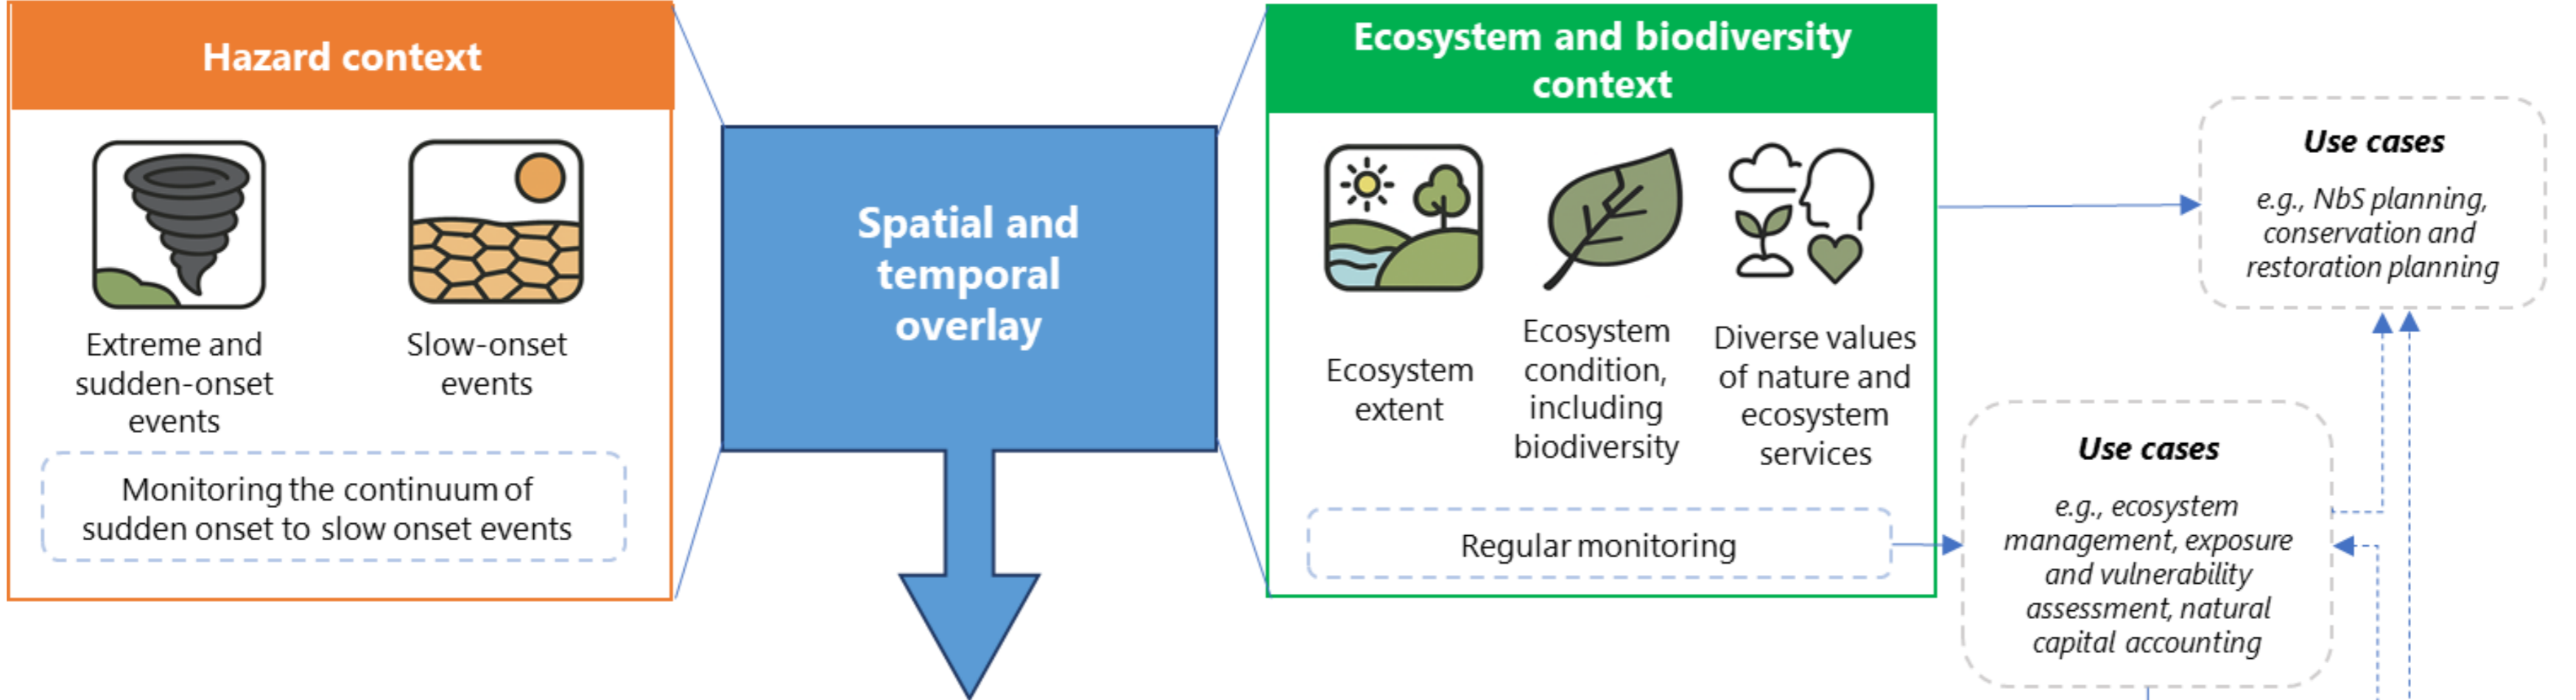 Hazard context
Extreme and
sudden-onset
events
Slow-onset
events
Monitoring the continuum of
sudden onset to slow onset events
Spatial and
temporal
overlay
Ecosystem and biodiversity
context
Ecosystem
extent
Ecosystem
condition,
including
biodiversity
Diverse values
of nature and
ecosystem
services
Regular monitoring
Use cases
e.g., NbS planning,
conservation and
restoration planning
Use cases
e.g., ecosystem
management, exposure
and vulnerability
assessment, natural
capital accounting